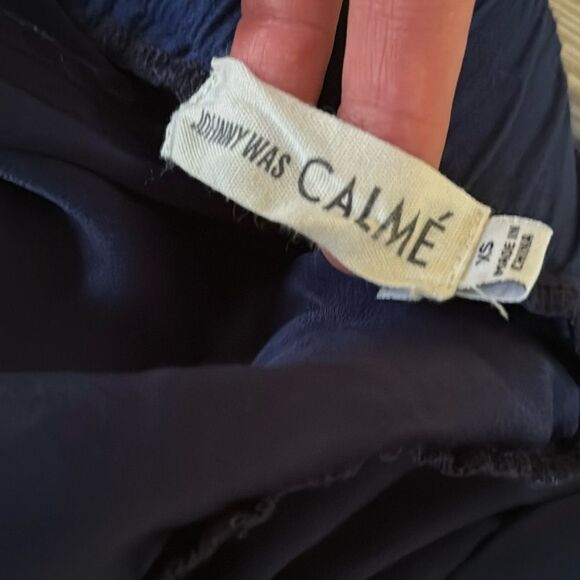 JOHNNY WAS
CALMÉ
XS
MADE IN
CHINA